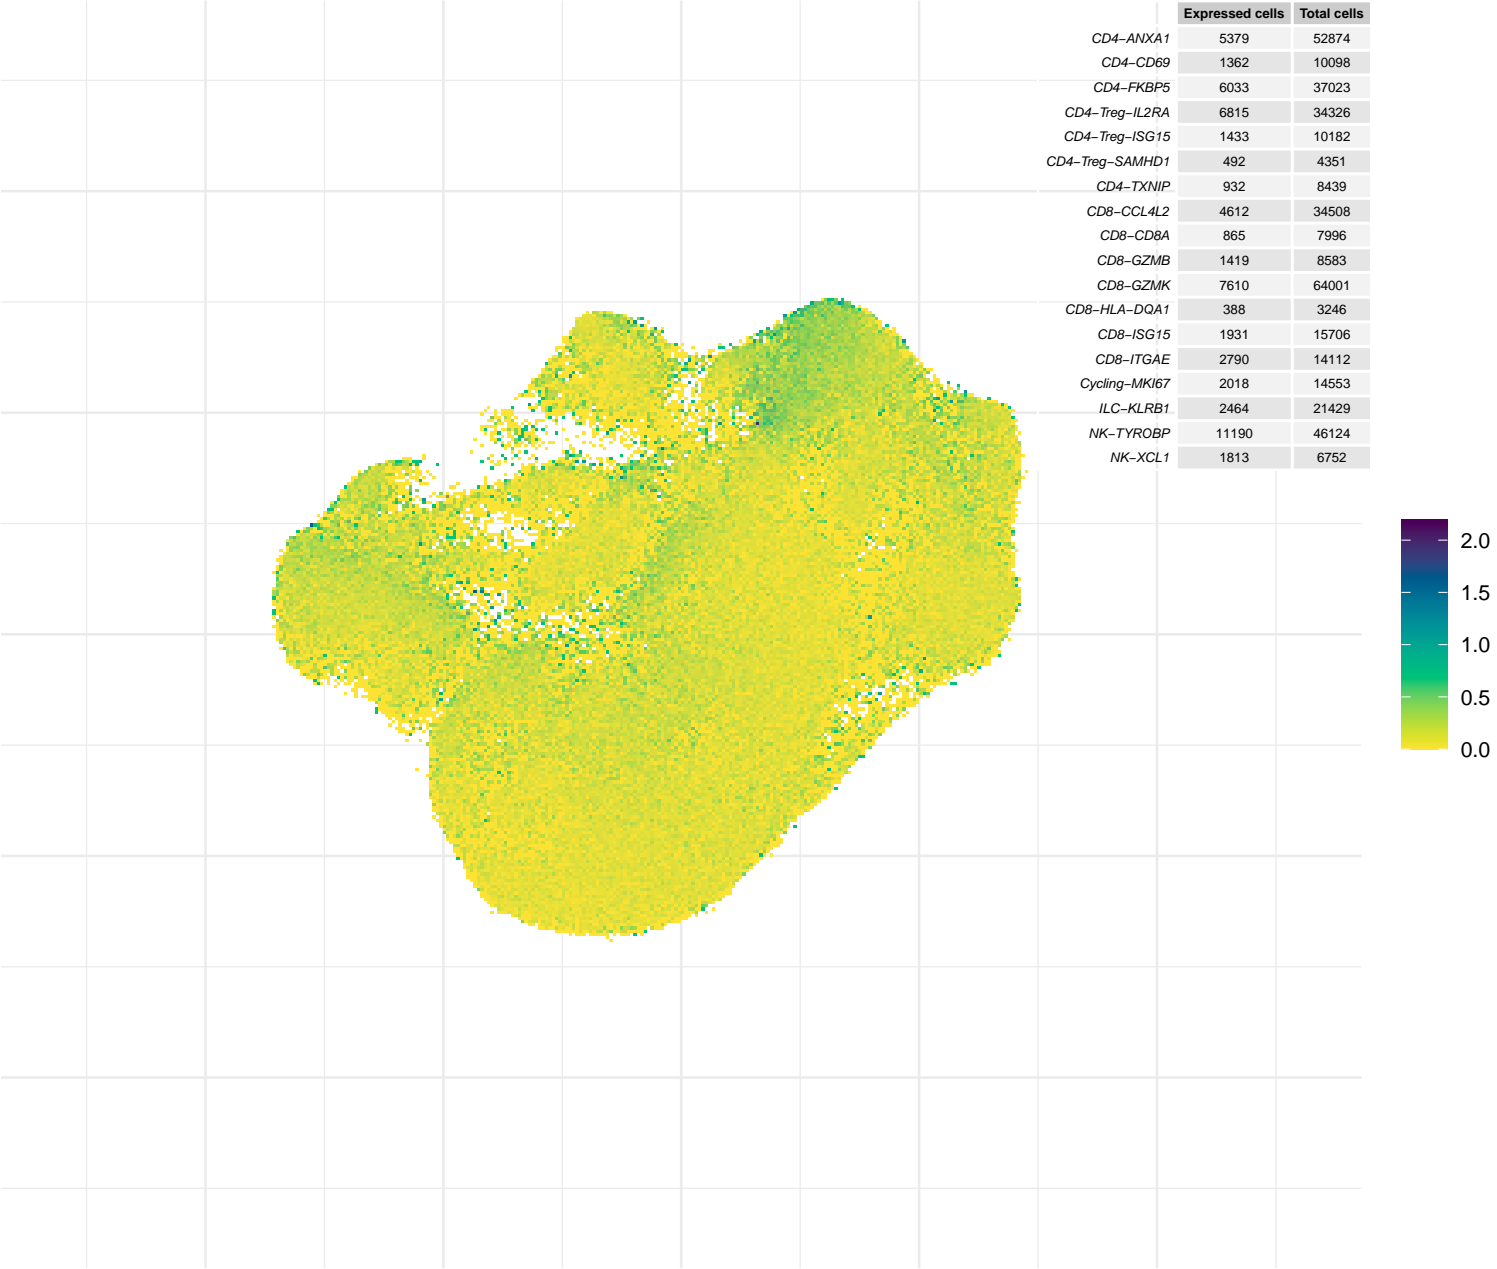 Expressed cells Total cells
CD4−ANXA1 5379 52874
CD4−CD69 1362 10098
CD4−FKBP5 6033 37023
CD4−Treg−IL2RA 6815 34326
CD4−Treg−ISG15 1433 10182
CD4−Treg−SAMHD1 492 4351
CD4−TXNIP 932 8439
CD8−CCL4L2 4612 34508
CD8−CD8A 865 7996
CD8−GZMB 1419 8583
CD8−GZMK 7610 64001
CD8−HLA−DQA1 388 3246
CD8−ISG15 1931 15706
CD8−ITGAE 2790 14112
Cycling−MKI67 2018 14553
ILC−KLRB1 2464 21429
NK−TYROBP 11190 46124
NK−XCL1 1813 6752
2.0
1.5
1.0
0.5
0.0